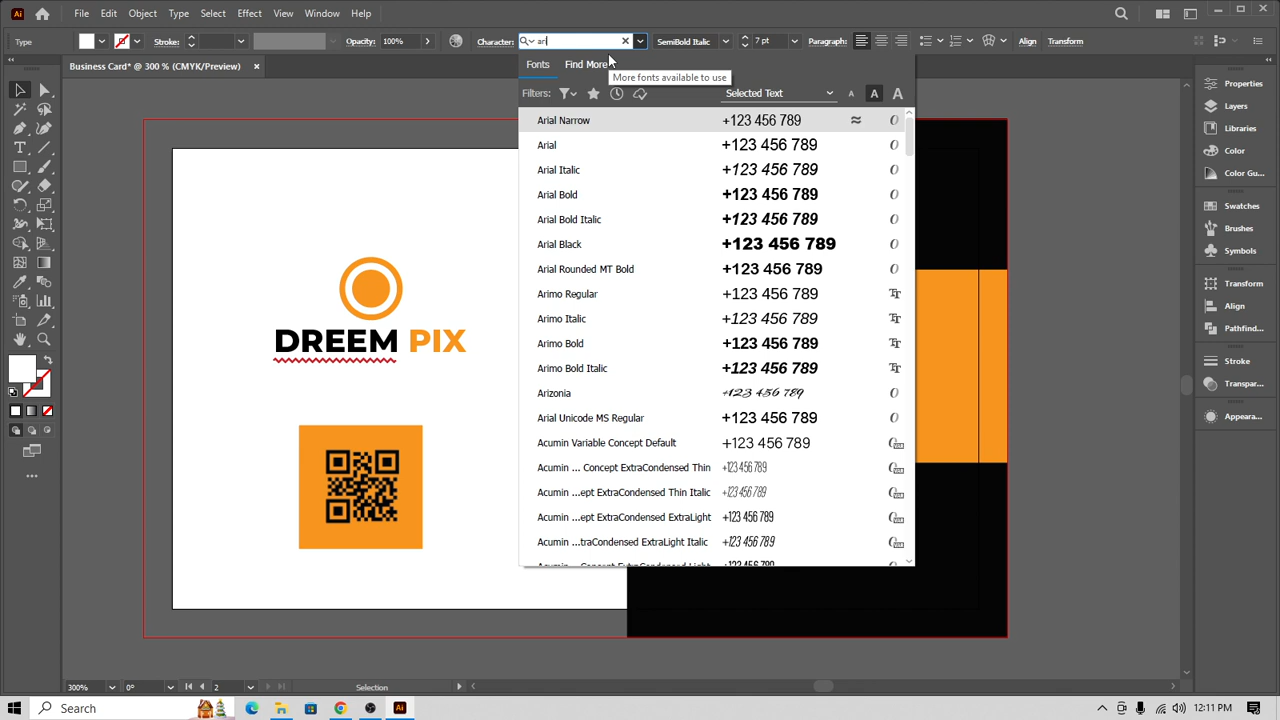 Ai File Edit Object Type Select Effect View Window Help
Type Stroke: Opacity: 100% Character: ari SemiBold Italic 7 pt Paragraph: Align Transform
Business Card* @ 300 % (CMYK/Preview) ×
Fonts Find More
More fonts available to use
Filters: Selected Text A A A
Arial Narrow +123 456 789
Arial +123 456 789
Arial Italic +123 456 789
Arial Bold +123 456 789
Arial Bold Italic +123 456 789
Arial Black +123 456 789
Arial Rounded MT Bold +123 456 789
Arimo Regular +123 456 789
Arimo Italic +123 456 789
Arimo Bold +123 456 789
Arimo Bold Italic +123 456 789
Arizonia +123 456 789
Arial Unicode MS Regular +123 456 789
Acumin Variable Concept Default +123 456 789
Acumin ... Concept ExtraCondensed Thin +123 456 789
Acumin ...ept ExtraCondensed Thin Italic +123 456 789
Acumin ...ept ExtraCondensed ExtraLight +123 456 789
Acumin ...traCondensed ExtraLight Italic +123 456 789
DREEM PIX
Properties
Layers
Libraries
Color
Color Gu...
Swatches
Brushes
Symbols
Transform
Align
Pathfin...
Stroke
Transpar...
Appeara...
300% 0° 2 Selection
Search 12:11 PM